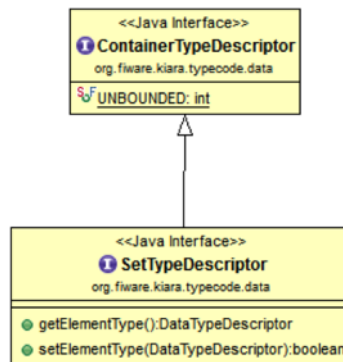 <<Java Interface>>
ContainerTypeDescriptor
org.fiware.kiara.typecode.data
UNBOUNDED: int
<<Java Interface>>
SetTypeDescriptor
org.fiware.kiara.typecode.data
getElementType():DataTypeDescriptor
setElementType(DataTypeDescriptor):boolean